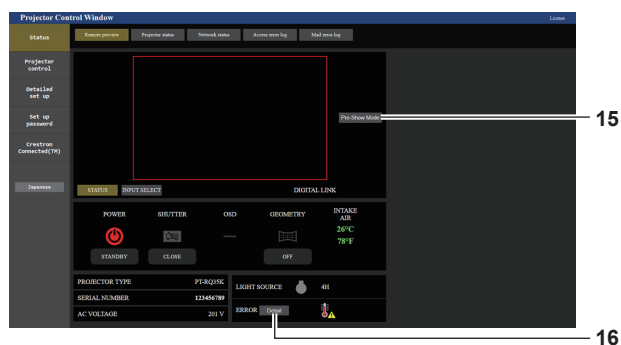 Projector Control Window
License
Status
Remote preview
Projector status
Network status
Access error log
Mail error log
Projector
control
Detailed
set up
Set up
password
Crestron
Connected(TM)
Japanese
Pre-Show Mode
15
STATUS
INPUT SELECT
DIGITAL LINK
POWER
SHUTTER
OSD
GEOMETRY
INTAKE
AIR
26°C
78°F
STANDBY
CLOSE
OFF
PROJECTOR TYPE
PT-RQ35K
SERIAL NUMBER
123456789
AC VOLTAGE
201 V
LIGHT SOURCE
4H
ERROR
Detail
16